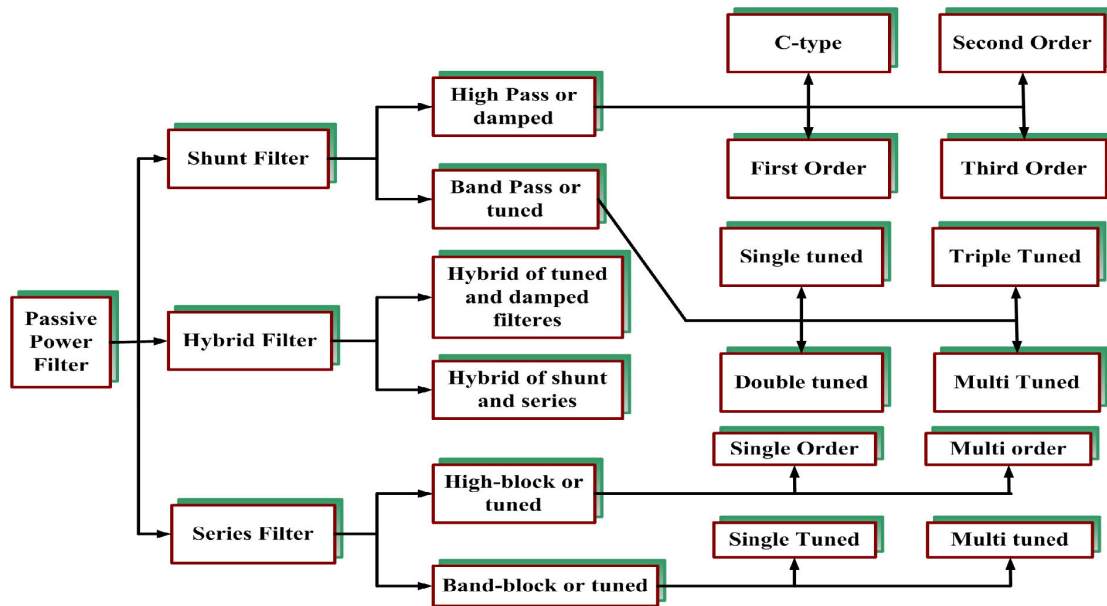 C-type
Second Order
High Pass or
damped
Shunt Filter
First Order
Third Order
Band Pass or
tuned
Single tuned
Triple Tuned
Hybrid of tuned
and damped
filteres
Passive
Power
Filter
Hybrid Filter
Hybrid of shunt
and series
Double tuned
Multi Tuned
Single Order
Multi order
High-block or
tuned
Series Filter
Single Tuned
Multi tuned
Band-block or tuned